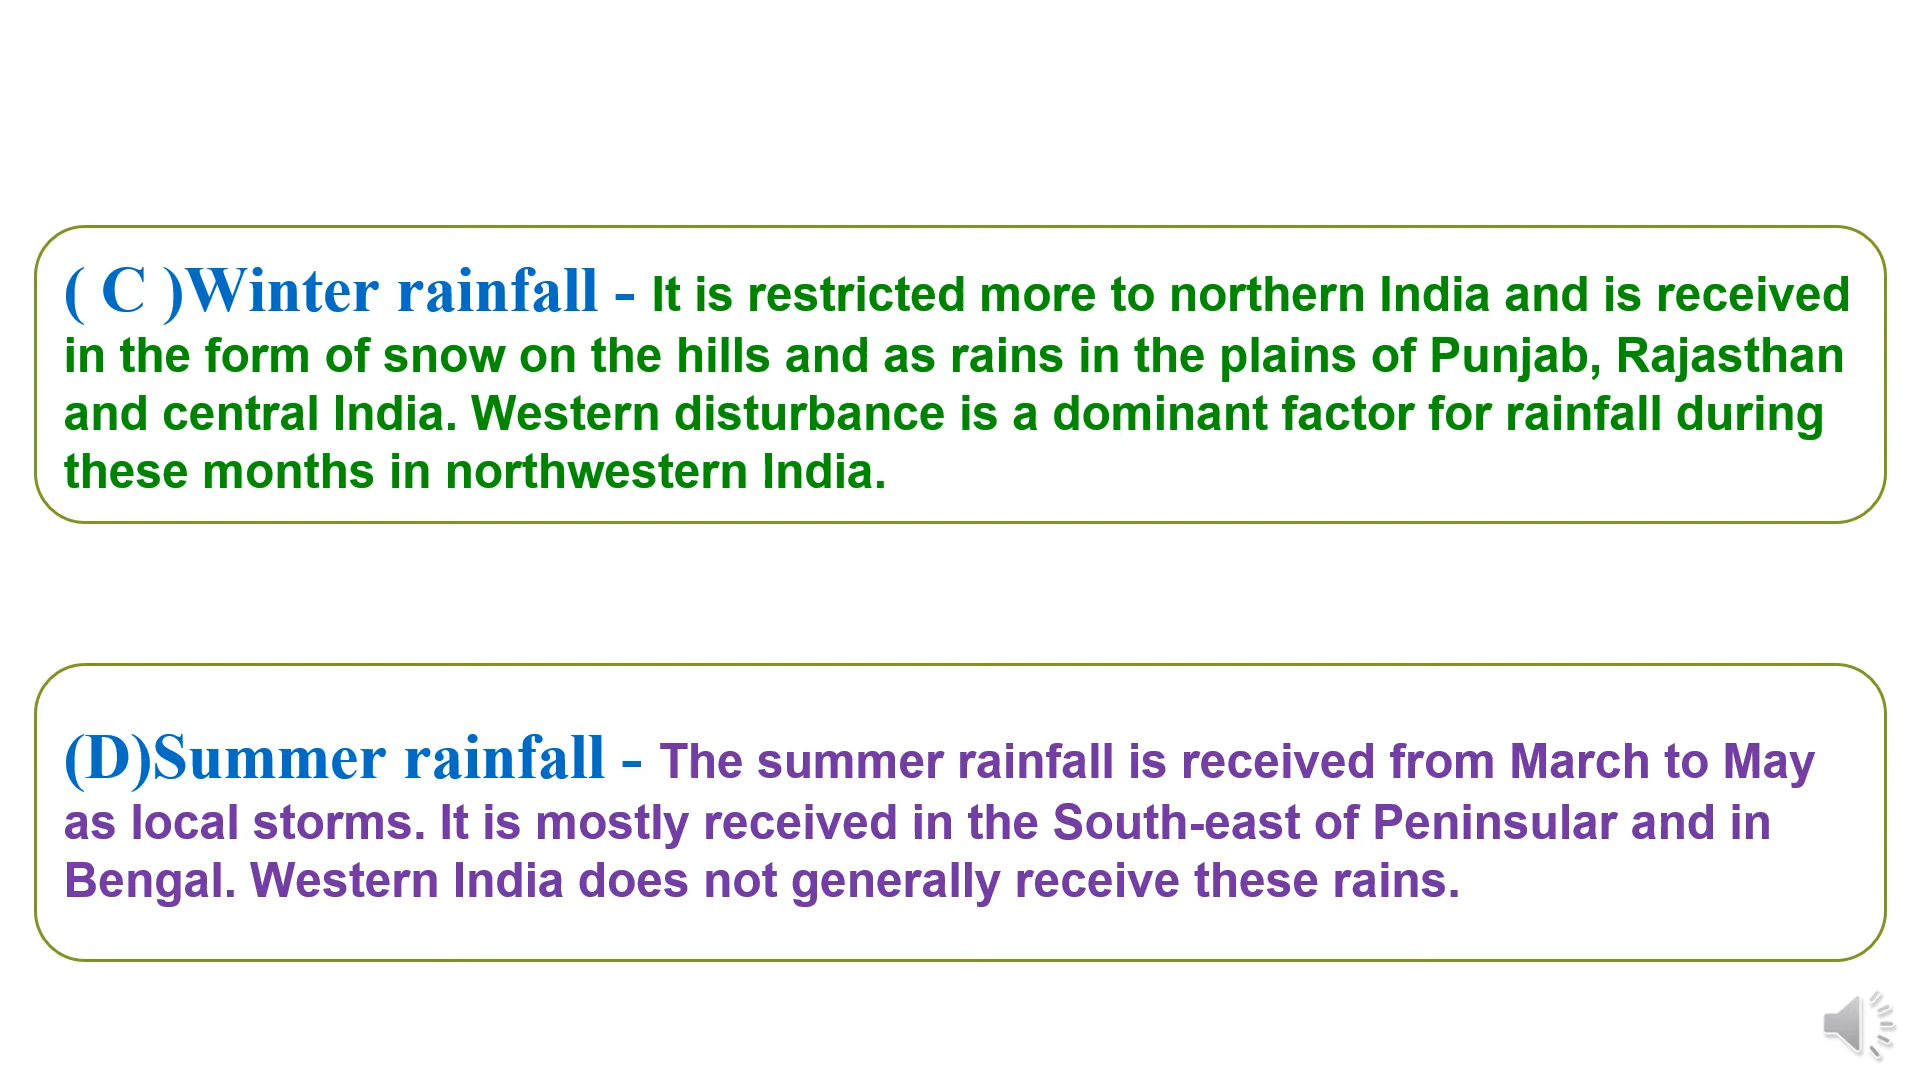 ( C )Winter rainfall - It is restricted more to northern India and is received
in the form of snow on the hills and as rains in the plains of Punjab, Rajasthan
and central India. Western disturbance is a dominant factor for rainfall during
these months in northwestern India.
(D)Summer rainfall - The summer rainfall is received from March to May
as local storms. It is mostly received in the South-east of Peninsular and in
Bengal. Western India does not generally receive these rains.